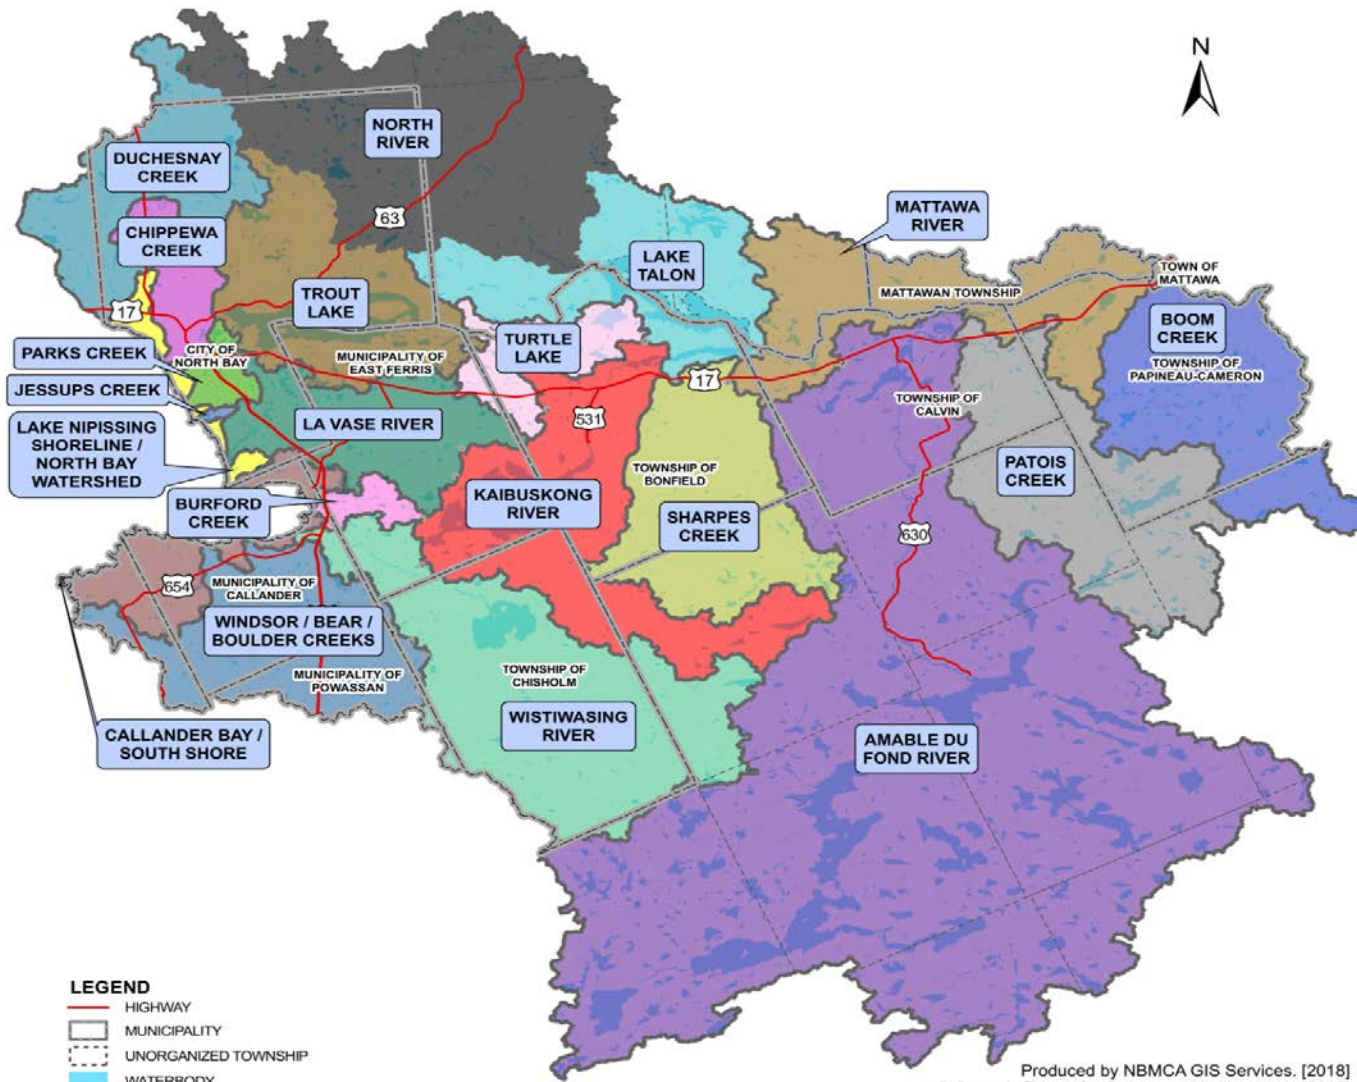 N
NORTH
RIVER
DUCHESNAY
CREEK
63
CHIPPEWA
CREEK
MATTAWA
RIVER
LAKE
TALON
TOWN OF
MATTAWA
MATTAWAN TOWNSHIP
TROUT
LAKE
17
BOOM
CREEK
TURTLE
LAKE
PARKS CREEK
CITY OF
NORTH BAY
MUNICIPALITY OF
EAST FERRIS
TOWNSHIP OF
PAPINEAU-CAMERON
JESSUPS CREEK
17
TOWNSHIP OF
CALVIN
LA VASE RIVER
531
LAKE NIPISSING
SHORELINE /
NORTH BAY
WATERSHED
TOWNSHIP OF
BONFIELD
PATOIS
CREEK
BURFORD
CREEK
KAIBUSKONG
RIVER
SHARPES
CREEK
630
654
MUNICIPALITY OF
CALLANDER
WINDSOR / BEAR /
BOULDER CREEKS
MUNICIPALITY OF
POWASSAN
TOWNSHIP OF
CHISHOLM
WISTIWASING
RIVER
CALLANDER BAY /
SOUTH SHORE
AMABLE DU
FOND RIVER
LEGEND
HIGHWAY
MUNICIPALITY
UNORGANIZED TOWNSHIP
WATERBODY
Produced by NBMCA GIS Services. [2018]